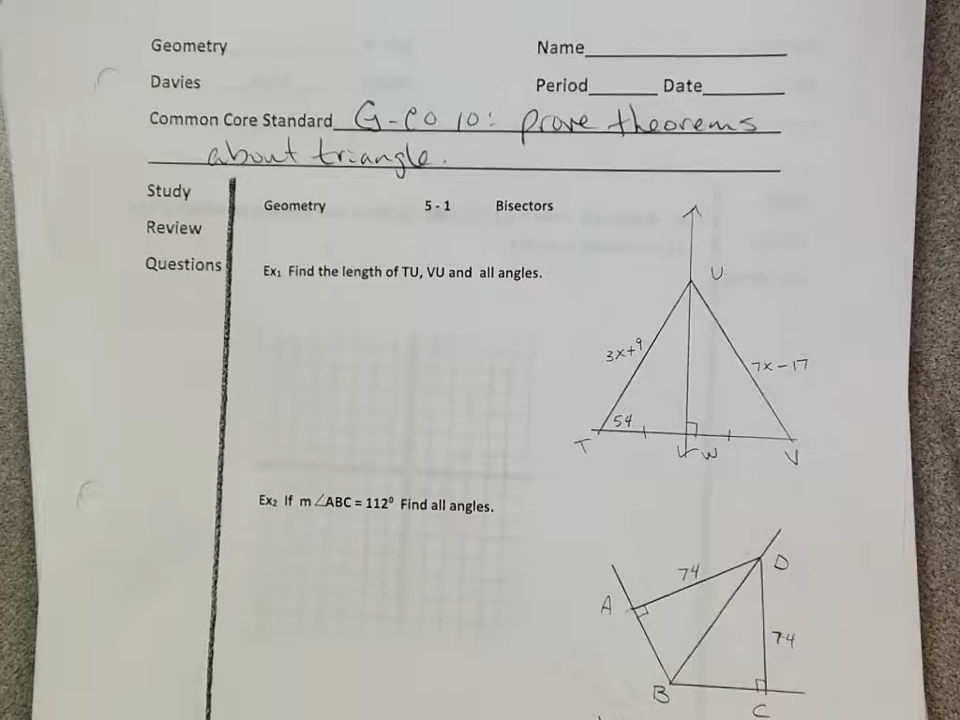 Geometry
Name
Davies
Period Date
Common Core Standard G-CO 10: prove theorems
about triangle.
Study
Review
Questions
Geometry 5-1 Bisectors
Ex1 Find the length of TU, VU and all angles.
U
3x+9
7x-17
54
T W V
Ex2 If m∠ABC = 112° Find all angles.
D
74
A
74
B
C